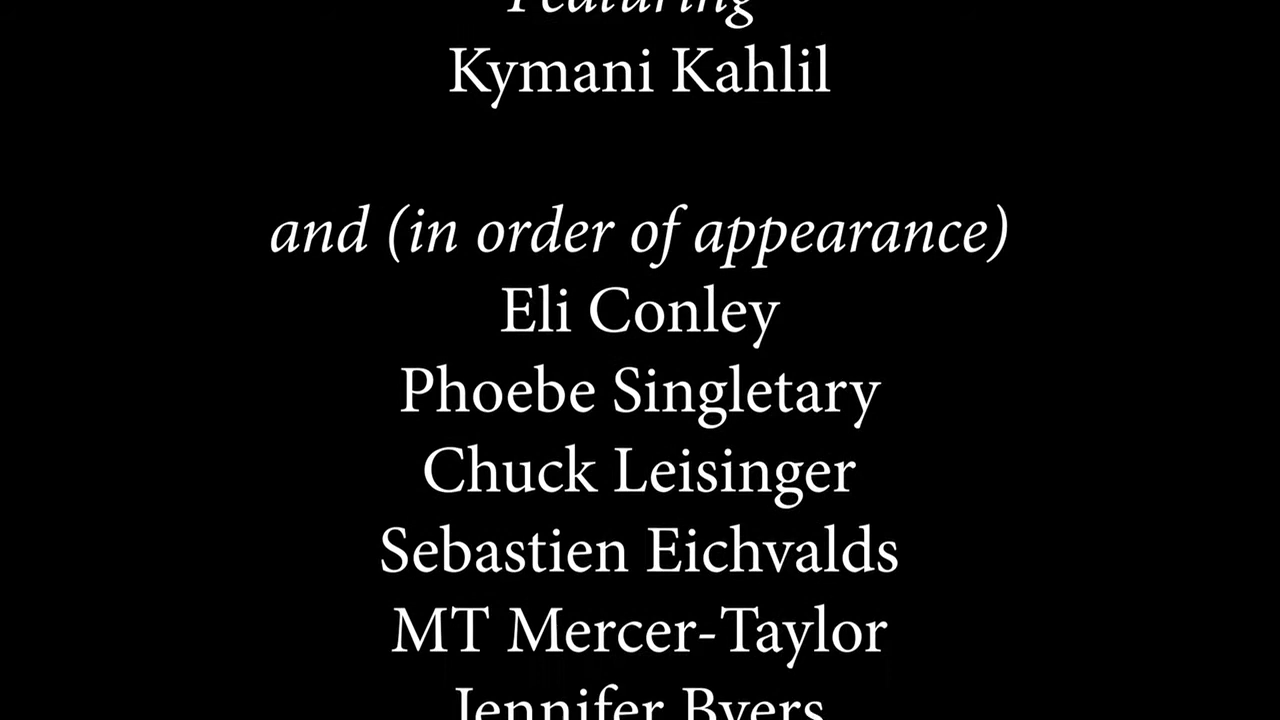 Featuring
Kymani Kahlil
and (in order of appearance)
Eli Conley
Phoebe Singletary
Chuck Leisinger
Sebastien Eichvalds
MT Mercer-Taylor
Jennifer Byers